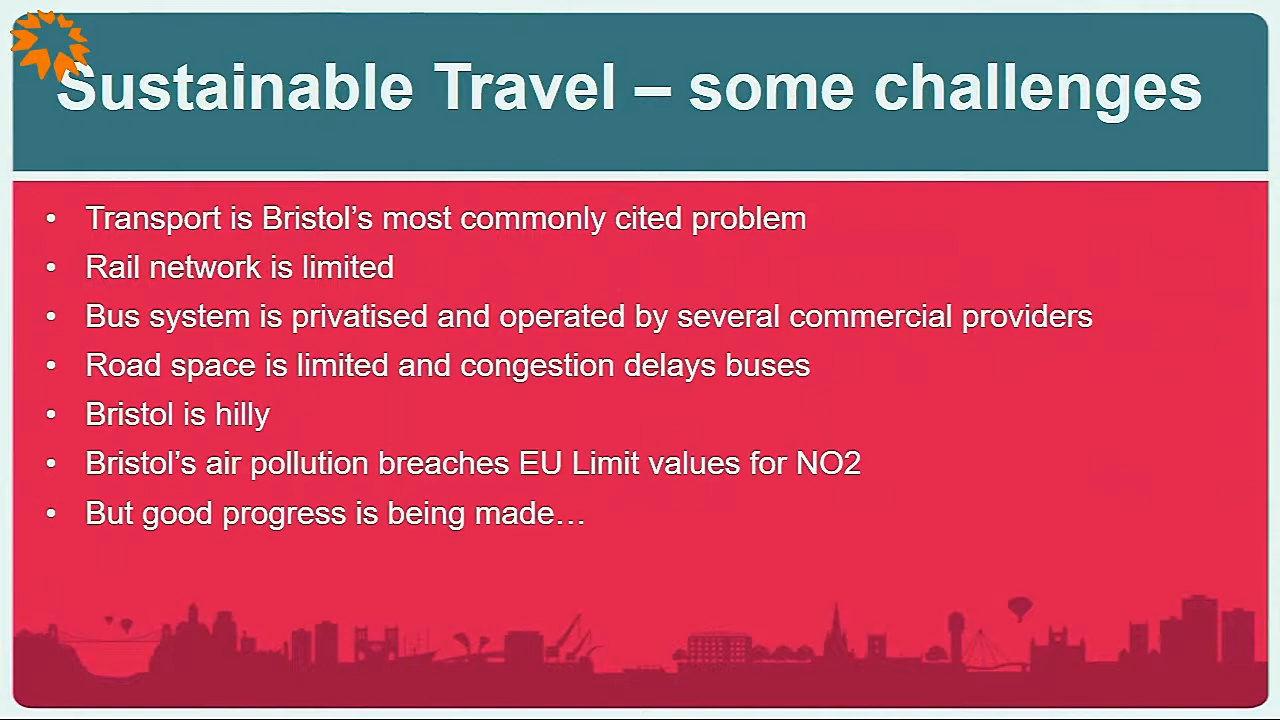 Sustainable Travel – some challenges
• Transport is Bristol’s most commonly cited problem
• Rail network is limited
• Bus system is privatised and operated by several commercial providers
• Road space is limited and congestion delays buses
• Bristol is hilly
• Bristol’s air pollution breaches EU Limit values for NO2
• But good progress is being made…